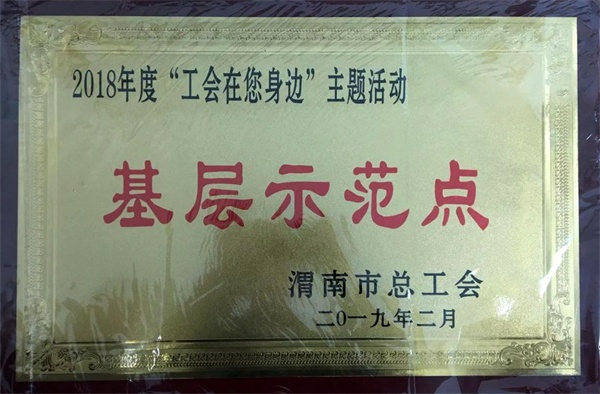 2018年度“工会在您身边”主题活动
基层示范点
渭南市总工会
二〇一九年二月